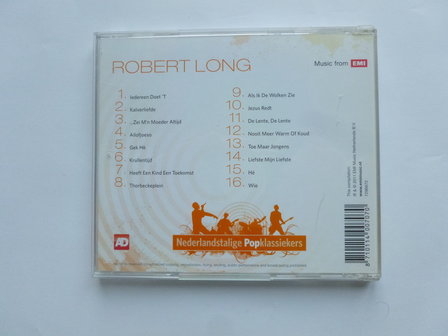 ROBERT LONG
Music from EMI
1. Iedereen Doet 'T
2. Kalverliefde
3. ..Zei M'n Moeder Altijd
4. Allofjoeso
5. Gek Hè
6. Krullentijd
7. Heeft Een Kind Een Toekomst
8. Thorbeckeplein
9. Als Ik De Wolken Zie
10. Jezus Redt
11. De Lente, De Lente
12. Nooit Meer Warm Of Koud
13. Toe Maar Jongens
14. Liefste Mijn Liefste
15. Hé
16. Wie
AD
Nederlandstalige Popklassiekers